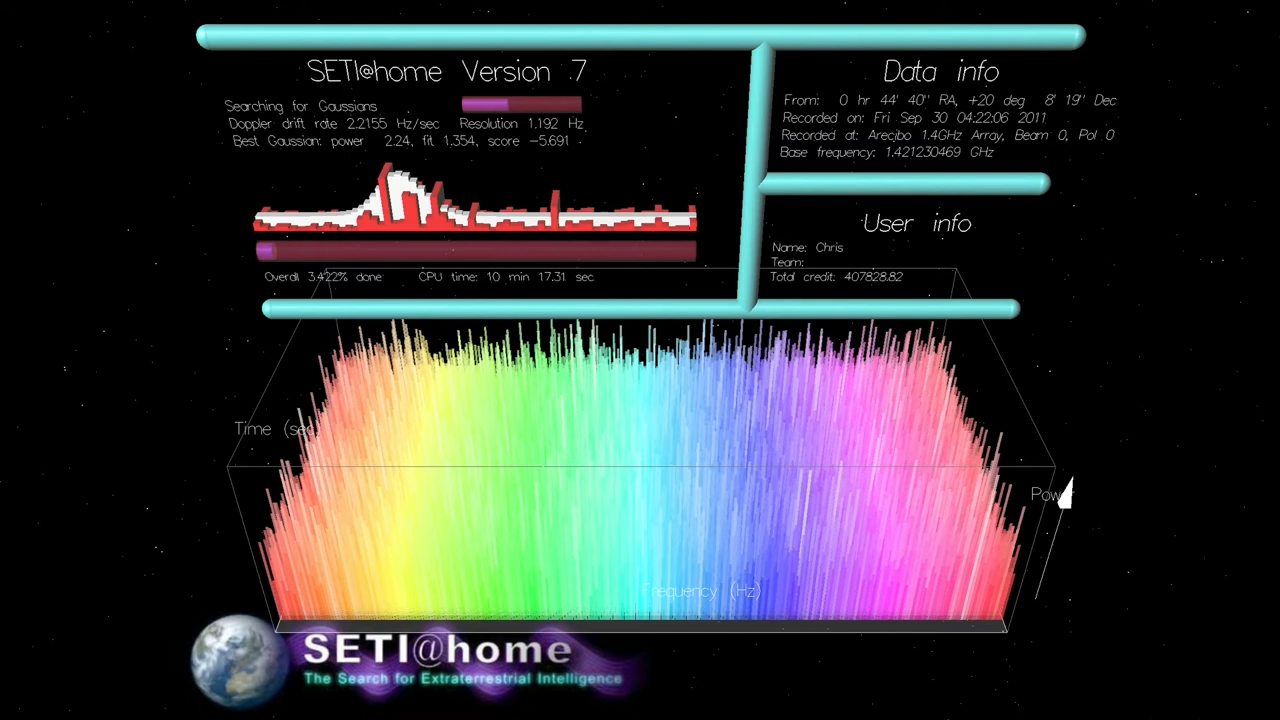 SETI@home Version 7
Searching for Gaussians
Doppler drift rate 2.2155 Hz/sec Resolution 1.192 Hz
Best Gaussian: power 2.24, fit 1.354, score -5.691
Overall 3.422% done CPU time: 10 min 17.31 sec
Data info
From: 0 hr 44' 40'' RA, +20 deg 8' 19'' Dec
Recorded on: Fri Sep 30 04:22:06 2011
Recorded at: Arecibo 1.4GHz Array, Beam 0, Pol 0
Base frequency: 1.421230469 GHz
User info
Name: Chris
Team:
Total credit: 407828.82
Time (sec
Power
Frequency (Hz)
SETI@home
The Search for Extraterrestrial Intelligence